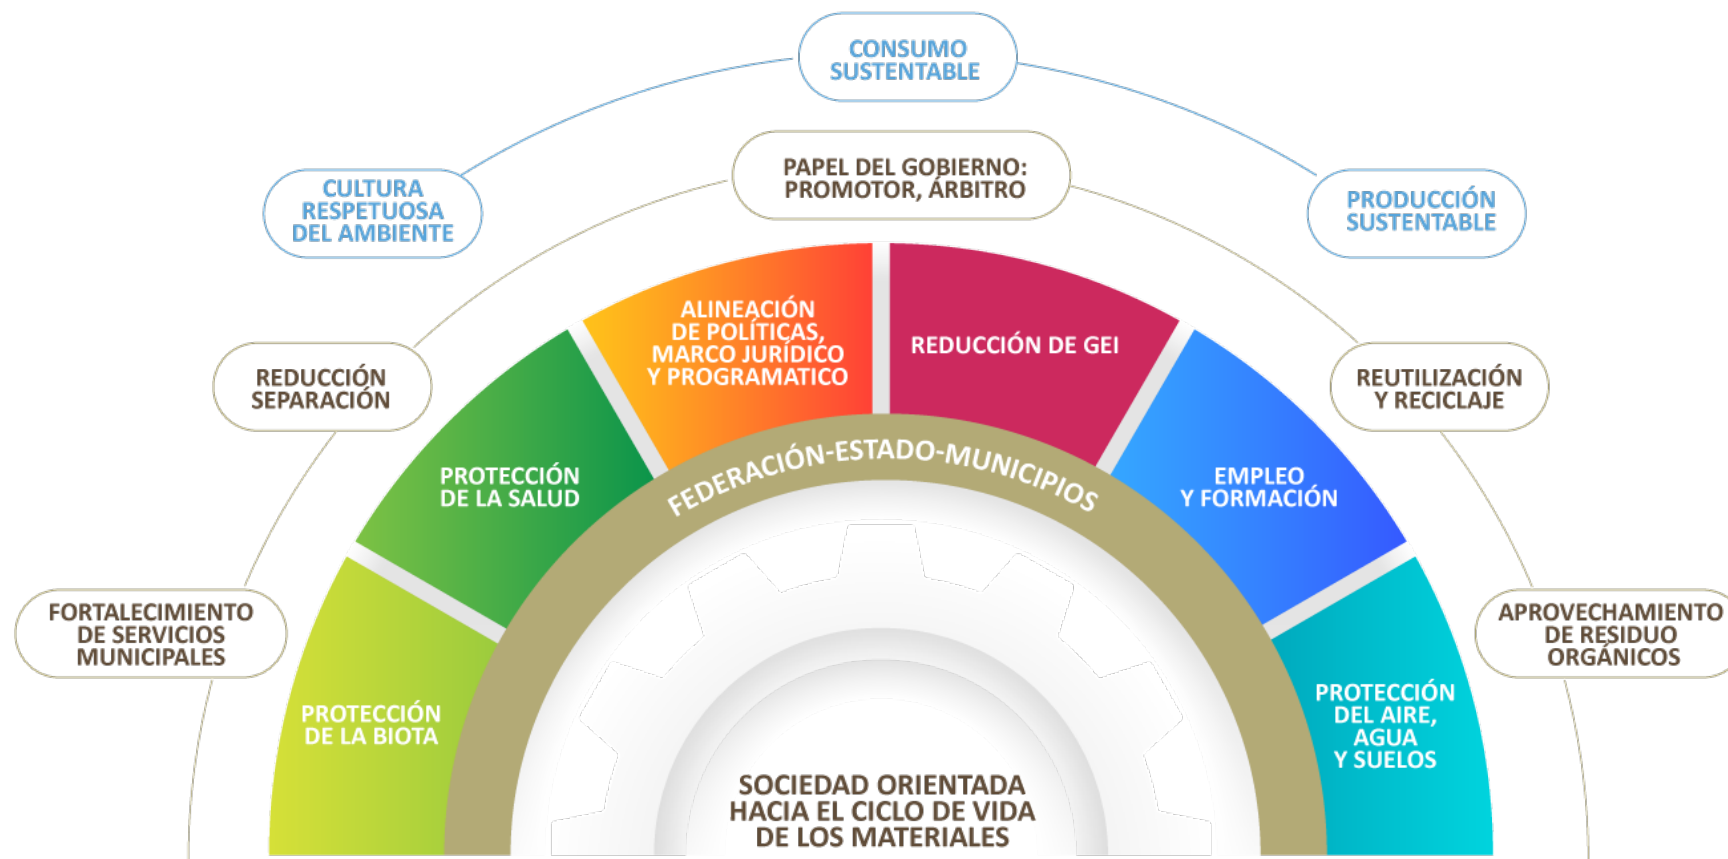 CONSUMO
SUSTENTABLE
CULTURA
RESPETUOSA
DEL AMBIENTE
PRODUCCIÓN
SUSTENTABLE
PAPEL DEL GOBIERNO:
PROMOTOR, ÁRBITRO
REDUCCIÓN
SEPARACIÓN
REUTILIZACIÓN
Y RECICLAJE
FORTALECIMIENTO
DE SERVICIOS
MUNICIPALES
APROVECHAMIENTO
DE RESIDUO
ORGÁNICOS
PROTECCIÓN
DE LA BIOTA
PROTECCIÓN
DE LA SALUD
ALINEACIÓN
DE POLÍTICAS,
MARCO JURÍDICO
Y PROGRAMATICO
REDUCCIÓN DE GEI
EMPLEO
Y FORMACIÓN
PROTECCIÓN
DEL AIRE,
AGUA
Y SUELOS
FEDERACIÓN-ESTADO-MUNICIPIOS
SOCIEDAD ORIENTADA
HACIA EL CICLO DE VIDA
DE LOS MATERIALES